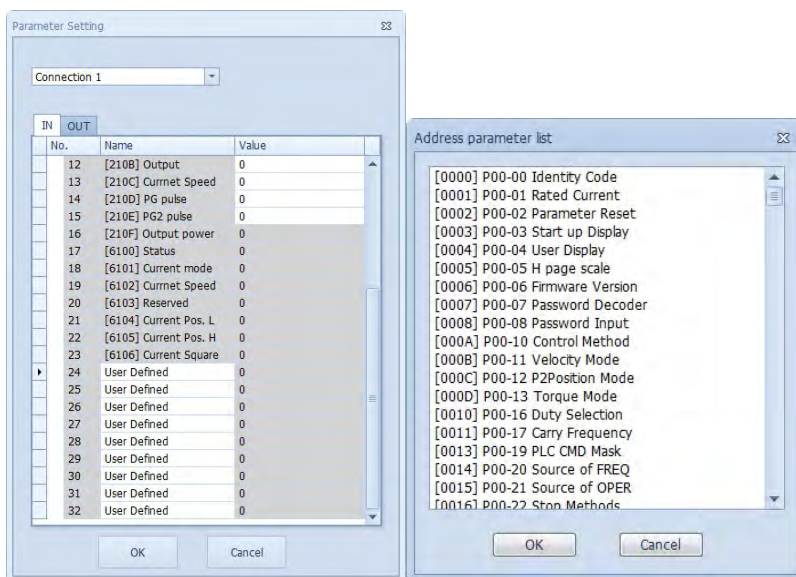 Parameter Setting
Connection 1
IN OUT
No. Name Value
12 [210B] Output 0
13 [210C] Currnet Speed 0
14 [210D] PG pulse 0
15 [210E] PG2 pulse 0
16 [210F] Output power 0
17 [6100] Status 0
18 [6101] Current mode 0
19 [6102] Currnet Speed 0
20 [6103] Reserved 0
21 [6104] Current Pos. L 0
22 [6105] Current Pos. H 0
23 [6106] Current Square 0
24 User Defined 0
25 User Defined 0
26 User Defined 0
27 User Defined 0
28 User Defined 0
29 User Defined 0
30 User Defined 0
31 User Defined 0
32 User Defined 0
OK Cancel
Address parameter list
[0000] P00-00 Identity Code
[0001] P00-01 Rated Current
[0002] P00-02 Parameter Reset
[0003] P00-03 Start up Display
[0004] P00-04 User Display
[0005] P00-05 H page scale
[0006] P00-06 Firmware Version
[0007] P00-07 Password Decoder
[0008] P00-08 Password Input
[000A] P00-10 Control Method
[000B] P00-11 Velocity Mode
[000C] P00-12 P2Position Mode
[000D] P00-13 Torque Mode
[0010] P00-16 Duty Selection
[0011] P00-17 Carry Frequency
[0013] P00-19 PLC CMD Mask
[0014] P00-20 Source of FREQ
[0015] P00-21 Source of OPER
[0016] P00-22 Stop Methods
OK Cancel